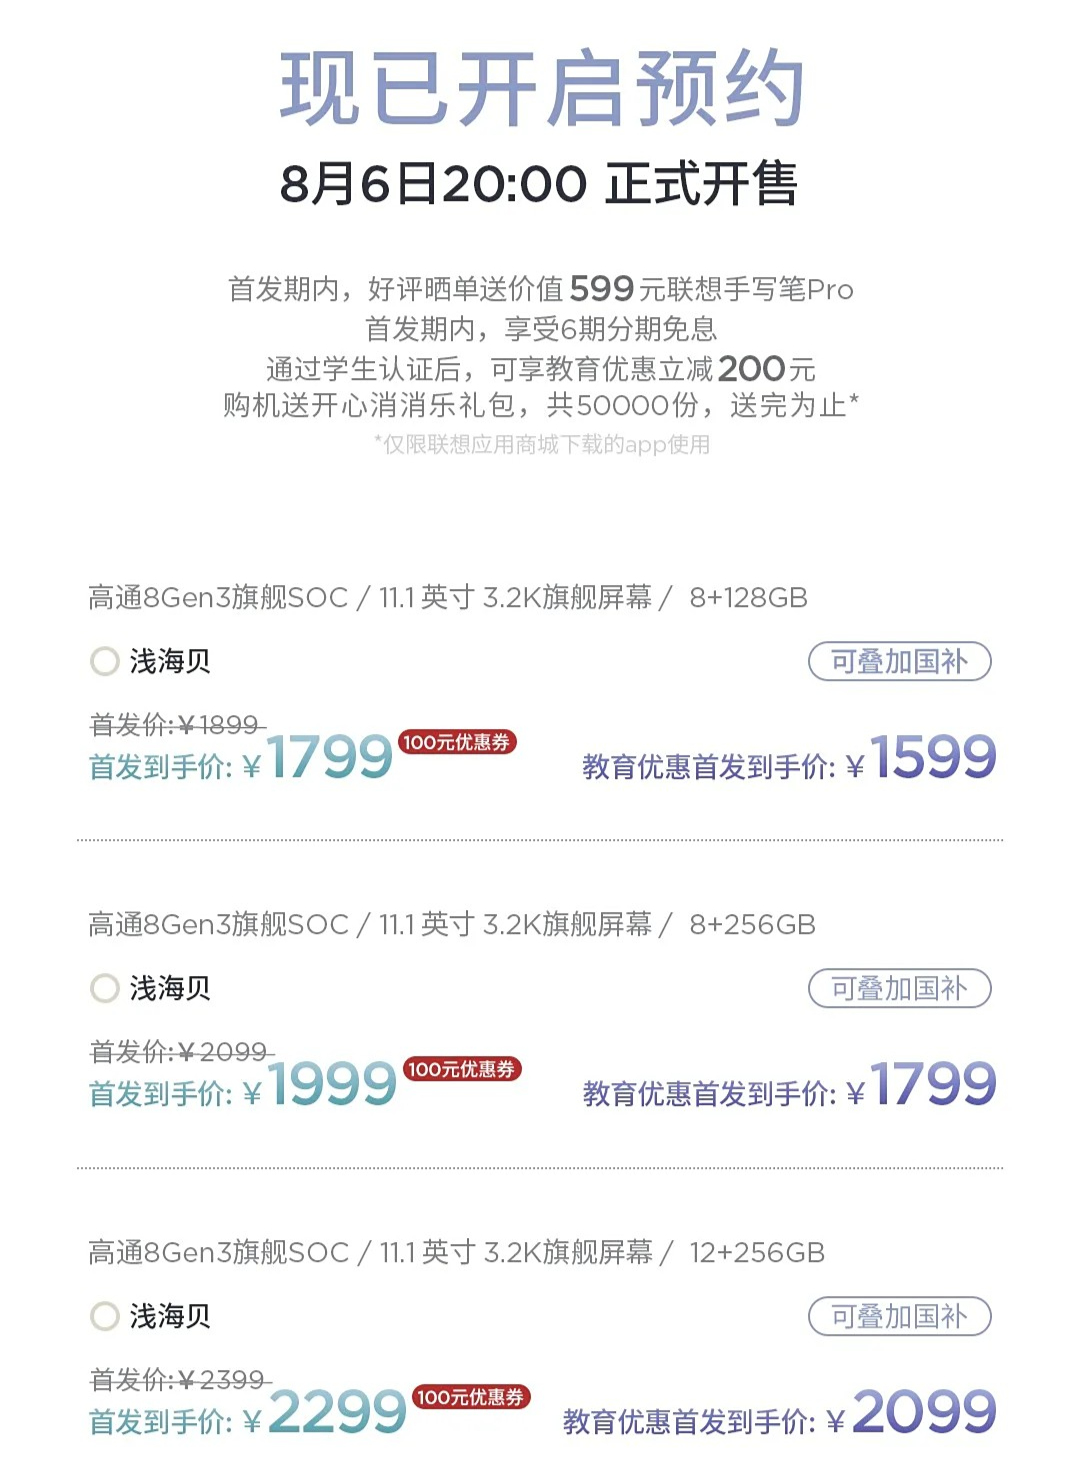 现已开启预约
8月6日20:00 正式开售
首发期内，好评晒单送价值599元联想手写笔Pro
首发期内，享受6期分期免息
通过学生认证后，可享教育优惠立减200元
购机送开心消消乐礼包，共50000份，送完为止*
*仅限联想应用商城下载的app使用
高通8Gen3旗舰SOC / 11.1 英寸 3.2K旗舰屏幕 / 8+128GB
浅海贝
可叠加国补
首发价:¥1899
首发到手价: ¥1799
100元优惠券
教育优惠首发到手价: ¥1599
高通8Gen3旗舰SOC / 11.1 英寸 3.2K旗舰屏幕 / 8+256GB
浅海贝
可叠加国补
首发价:¥2099
首发到手价: ¥1999
100元优惠券
教育优惠首发到手价: ¥1799
高通8Gen3旗舰SOC / 11.1 英寸 3.2K旗舰屏幕 / 12+256GB
浅海贝
可叠加国补
首发价:¥2399
首发到手价: ¥2299
100元优惠券
教育优惠首发到手价: ¥2099